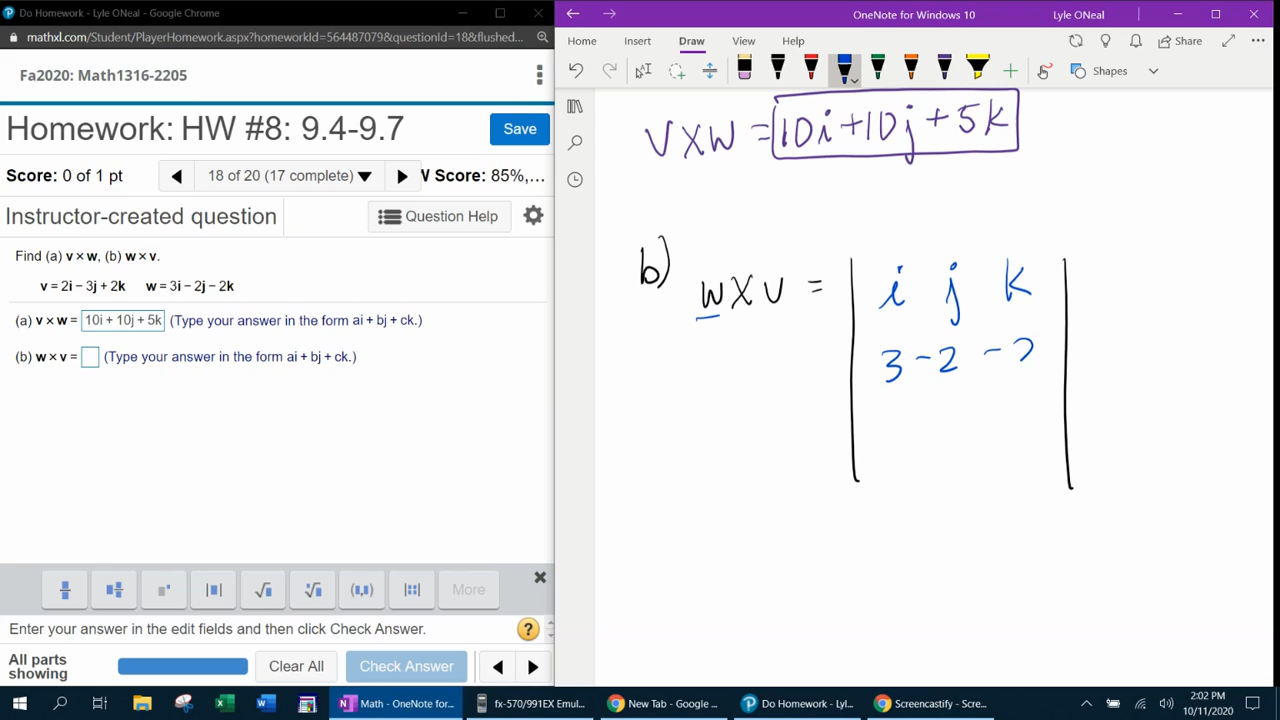 Do Homework - Lyle ONeal - Google Chrome
mathxl.com/Student/PlayerHomework.aspx?homeworkId=564487079&questionId=18&flushed...
Fa2020: Math1316-2205
Homework: HW #8: 9.4-9.7
Save
Score: 0 of 1 pt
18 of 20 (17 complete)
W Score: 85%,...
Instructor-created question
Question Help
Find (a) v × w, (b) w × v.
v = 2i − 3j + 2k w = 3i − 2j − 2k
(a) v × w = 10i + 10j + 5k (Type your answer in the form ai + bj + ck.)
(b) w × v = (Type your answer in the form ai + bj + ck.)
More
Enter your answer in the edit fields and then click Check Answer.
?
All parts
showing
Clear All
Check Answer
OneNote for Windows 10
Lyle ONeal
Home Insert Draw View Help
Share
Shapes
V X W = 10i + 10j + 5k
b) w X v = | i j k |
3 -2 -2
Math - OneNote for...
fx-570/991EX Emul...
New Tab - Google ...
Do Homework - Lyl...
Screencastify - Scre...
2:02 PM
10/11/2020